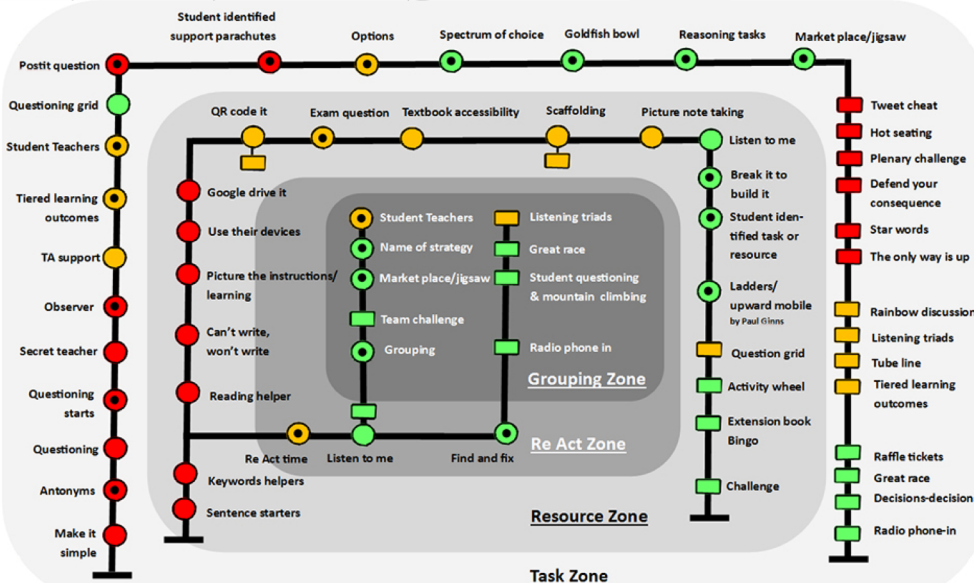 Student identified
support parachutes
Options
Spectrum of choice
Goldfish bowl
Reasoning tasks
Market place/jigsaw
Postit question
Questioning grid
Student Teachers
Tiered learning
outcomes
TA support
Observer
Secret teacher
Questioning
starts
Questioning
Antonyms
Make it
simple
QR code it
Exam question
Textbook accessibility
Scaffolding
Picture note taking
Google drive it
Use their devices
Picture the instructions/
learning
Can't write,
won't write
Reading helper
Keywords helpers
Sentence starters
Re Act time
Listen to me
Find and fix
Student Teachers
Name of strategy
Market place/jigsaw
Team challenge
Grouping
Listening triads
Great race
Student questioning
& mountain climbing
Radio phone in
Grouping Zone
Re Act Zone
Resource Zone
Task Zone
Listen to me
Break it to
build it
Student iden-
tified task or
resource
Ladders/
upward mobile
by Paul Ginns
Question grid
Activity wheel
Extension book
Bingo
Challenge
Tweet cheat
Hot seating
Plenary challenge
Defend your
consequence
Star words
The only way is up
Rainbow discussion
Listening triads
Tube line
Tiered learning
outcomes
Raffle tickets
Great race
Decisions-decision
Radio phone-in